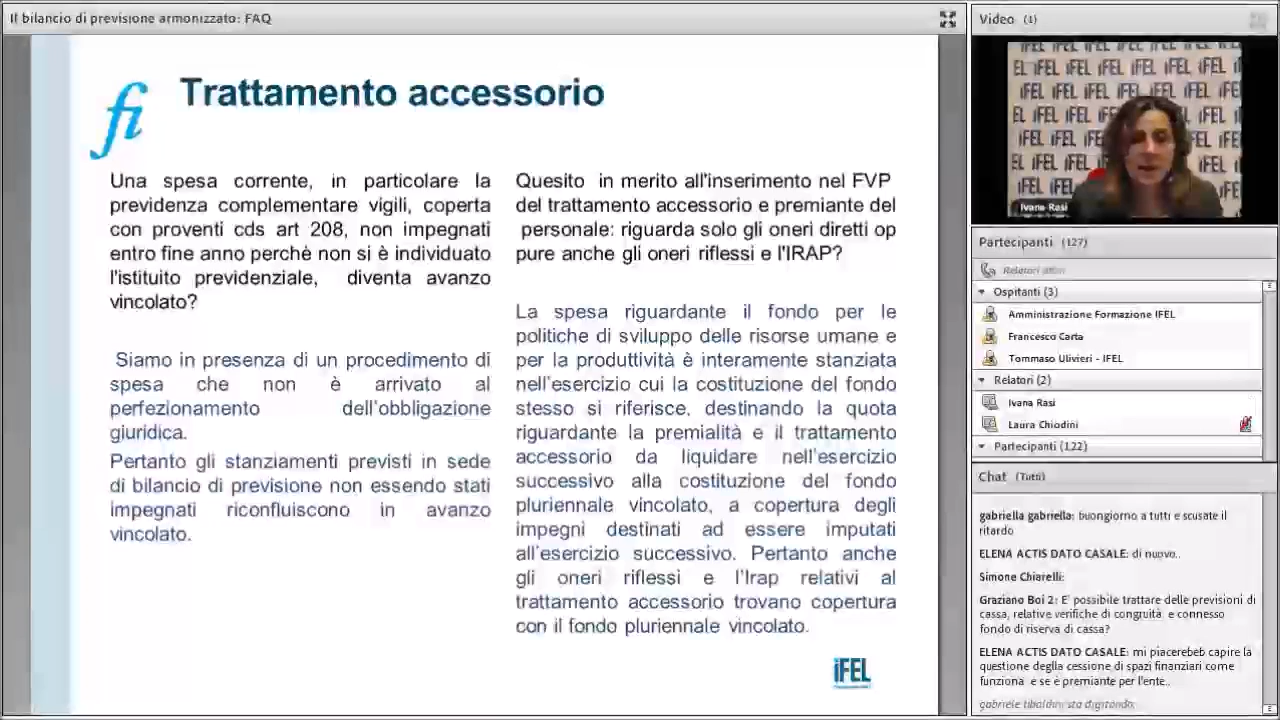 Il bilancio di previsione armonizzato: FAQ
Trattamento accessorio
Una spesa corrente, in particolare la
previdenza complementare vigili, coperta
con proventi cds art 208, non impegnati
entro fine anno perchè non si è individuato
l'istituto previdenziale, diventa avanzo
vincolato?
Siamo in presenza di un procedimento di
spesa che non è arrivato al
perfezionamento dell'obbligazione
giuridica.
Pertanto gli stanziamenti previsti in sede
di bilancio di previsione non essendo stati
impegnati riconfluiscono in avanzo
vincolato.
Quesito in merito all'inserimento nel FVP
del trattamento accessorio e premiante del
personale: riguarda solo gli oneri diretti op
pure anche gli oneri riflessi e l'IRAP?
La spesa riguardante il fondo per le
politiche di sviluppo delle risorse umane e
per la produttività è interamente stanziata
nell'esercizio cui la costituzione del fondo
stesso si riferisce, destinando la quota
riguardante la premialità e il trattamento
accessorio da liquidare nell'esercizio
successivo alla costituzione del fondo
pluriennale vincolato, a copertura degli
impegni destinati ad essere imputati
all'esercizio successivo. Pertanto anche
gli oneri riflessi e l'Irap relativi al
trattamento accessorio trovano copertura
con il fondo pluriennale vincolato.
iFEL
Video (1)
Ivana Rasi
Partecipanti (127)
Relatori attivi
Ospitanti (3)
Amministrazione Formazione IFEL
Francesco Carta
Tommaso Ulivieri - IFEL
Relatori (2)
Ivana Rasi
Laura Chiodini
Partecipanti (122)
Chat (Tutti)
gabriella gabriella: buongiorno a tutti e scusate il
ritardo
ELENA ACTIS DATO CASALE: di nuovo..
Simone Chiarelli:
Graziano Boi 2: E' possibile trattare delle previsioni di
cassa, relative verifiche di congruità e connesso
fondo di riserva di cassa?
ELENA ACTIS DATO CASALE: mi piacerebeb capire la
questione deglla cessione di spazi finanziari come
funziona e se è premiante per l'ente..
gabriele tibaldini sta digitando.